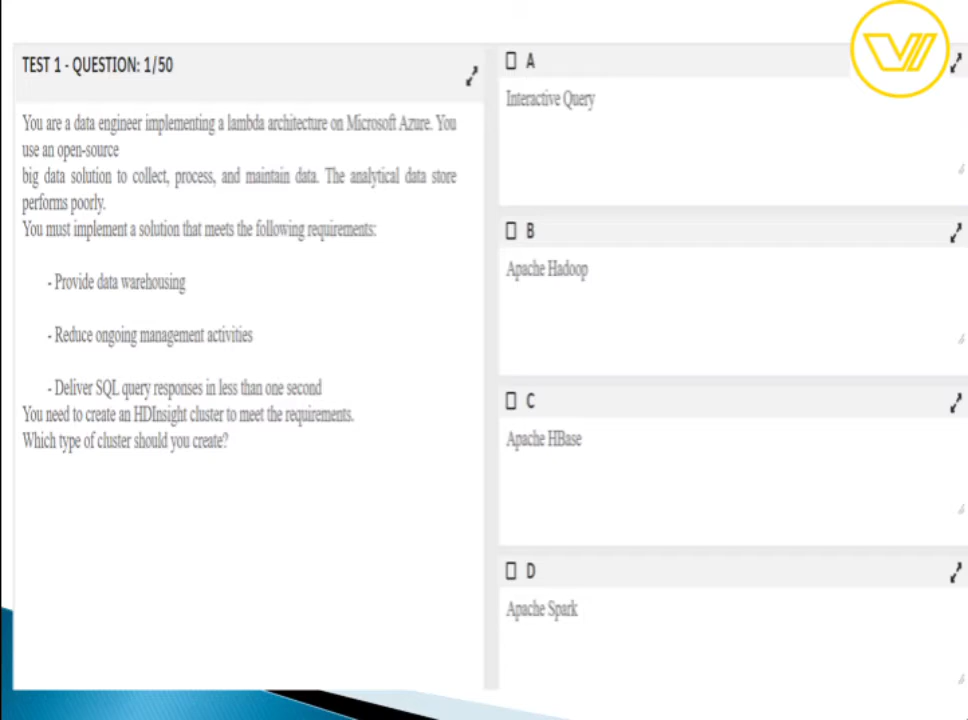 TEST 1 - QUESTION: 1/50
You are a data engineer implementing a lambda architecture on Microsoft Azure. You
use an open-source
big data solution to collect, process, and maintain data. The analytical data store
performs poorly.
You must implement a solution that meets the following requirements:
- Provide data warehousing
- Reduce ongoing management activities
- Deliver SQL query responses in less than one second
You need to create an HDInsight cluster to meet the requirements.
Which type of cluster should you create?
A
Interactive Query
B
Apache Hadoop
C
Apache HBase
D
Apache Spark